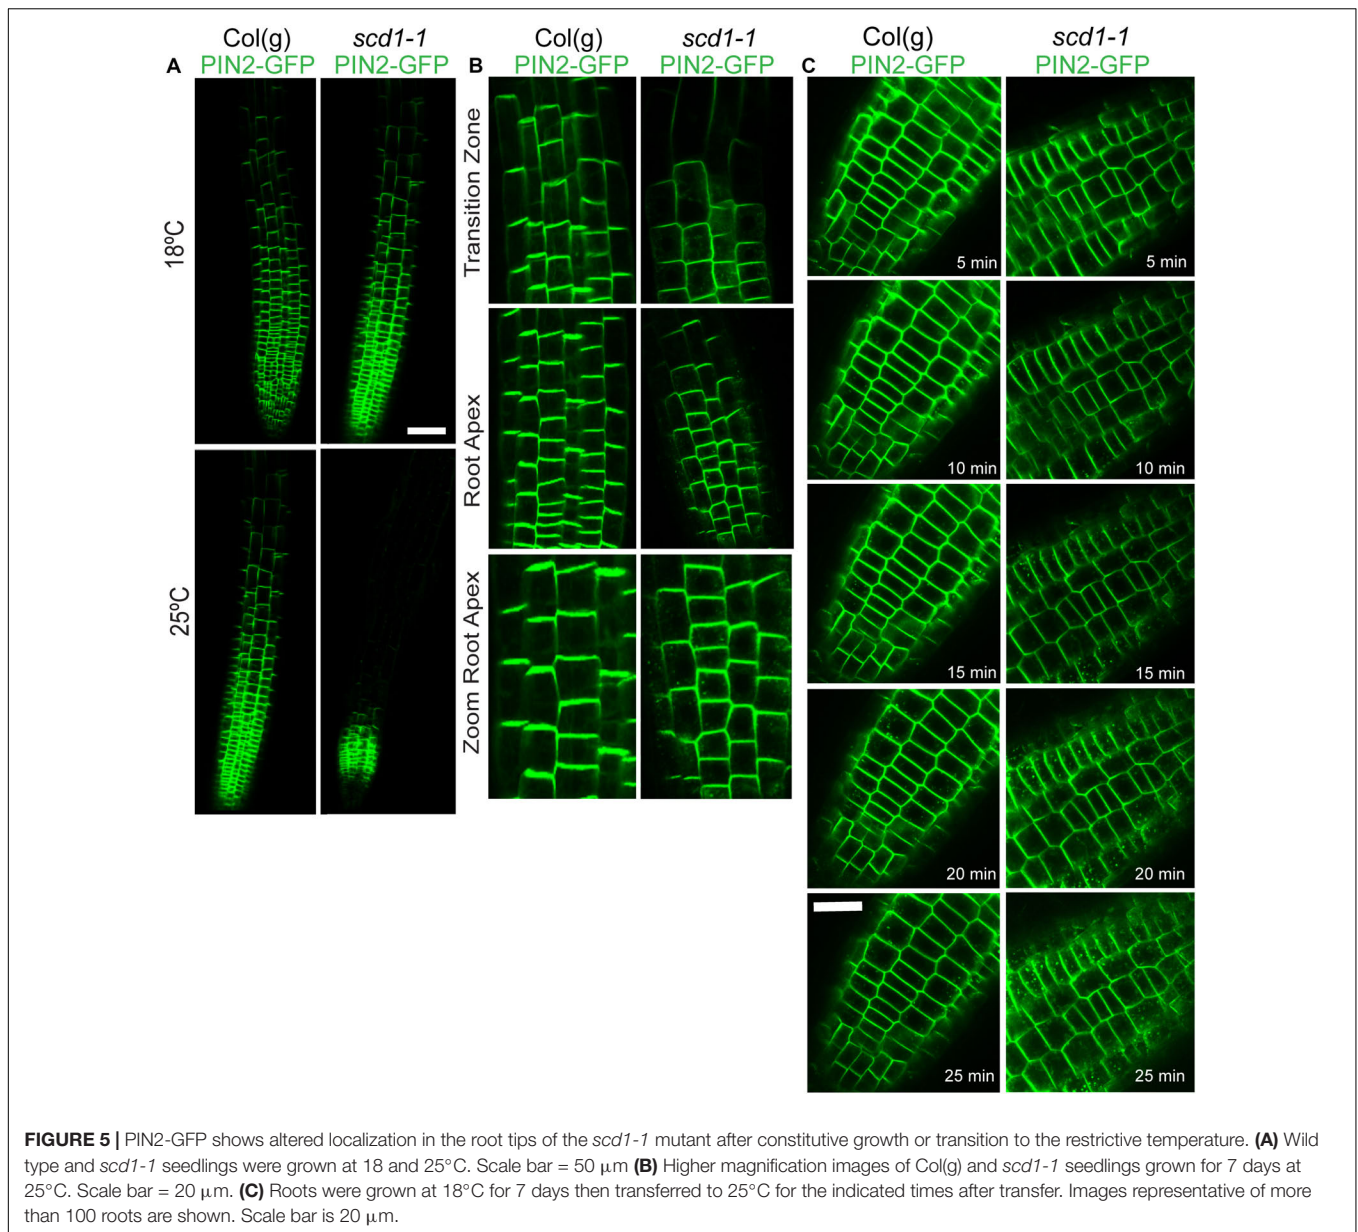 Col(g) scd1-1 Col(g) scd1-1 Col(g) scd1-1
A PIN2-GFP PIN2-GFP B PIN2-GFP PIN2-GFP C PIN2-GFP PIN2-GFP
18ºC
25ºC
Transition Zone
Root Apex
Zoom Root Apex
5 min 5 min
10 min 10 min
15 min 15 min
20 min 20 min
25 min 25 min
FIGURE 5 | PIN2-GFP shows altered localization in the root tips of the scd1-1 mutant after constitutive growth or transition to the restrictive temperature. (A) Wild
type and scd1-1 seedlings were grown at 18 and 25°C. Scale bar = 50 μm (B) Higher magnification images of Col(g) and scd1-1 seedlings grown for 7 days at
25°C. Scale bar = 20 μm. (C) Roots were grown at 18°C for 7 days then transferred to 25°C for the indicated times after transfer. Images representative of more
than 100 roots are shown. Scale bar is 20 μm.